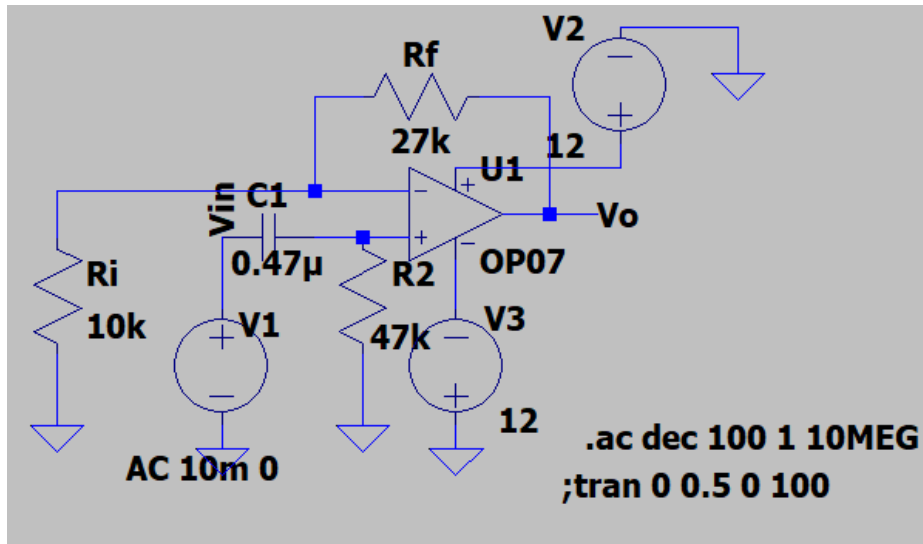 V2
Rf
27k
12
U1
Vin
C1
Vo
0.47µ
R2
OP07
Ri
10k
V1
47k
V3
12
AC 10m 0
.ac dec 100 1 10MEG
;tran 0 0.5 0 100